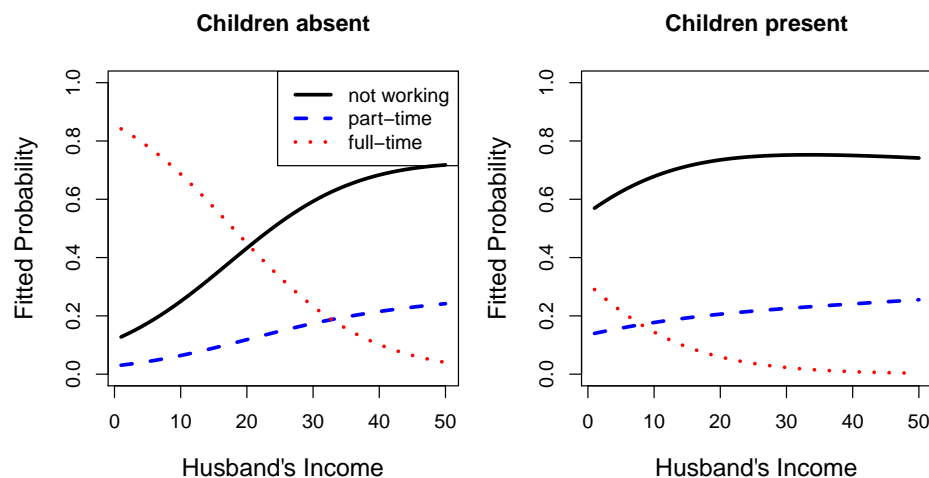 Children absent
Fitted Probability
1.0
0.8
0.6
0.4
0.2
0.0
not working
part−time
full−time
0 10 20 30 40 50
Husband's Income
Children present
Fitted Probability
1.0
0.8
0.6
0.4
0.2
0.0
0 10 20 30 40 50
Husband's Income